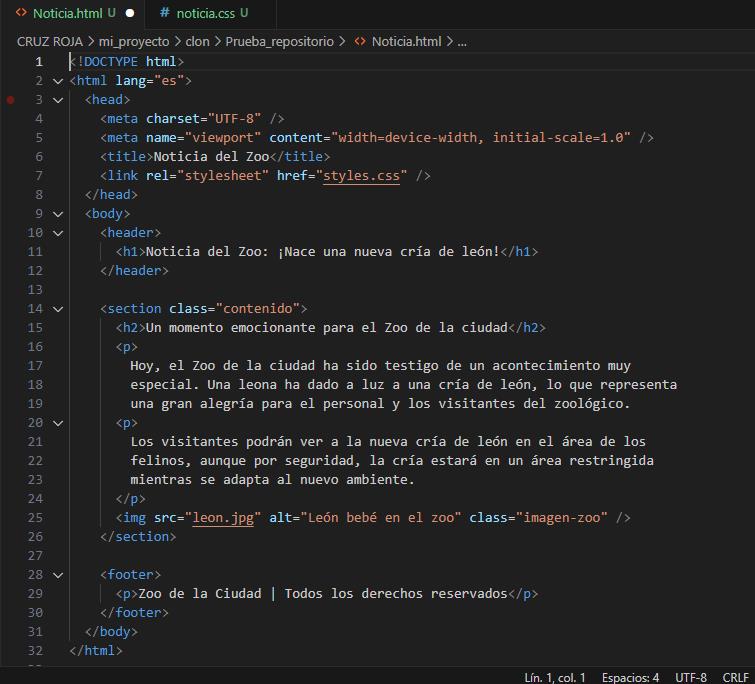 <> Noticia.html U ● # noticia.css U
CRUZ ROJA > mi_proyecto > clon > Prueba_repositorio > <> Noticia.html > ...
1 <!DOCTYPE html>
2 <html lang="es">
3 <head>
4 <meta charset="UTF-8" />
5 <meta name="viewport" content="width=device-width, initial-scale=1.0" />
6 <title>Noticia del Zoo</title>
7 <link rel="stylesheet" href="styles.css" />
8 </head>
9 <body>
10 <header>
11 <h1>Noticia del Zoo: ¡Nace una nueva cría de león!</h1>
12 </header>
13
14 <section class="contenido">
15 <h2>Un momento emocionante para el Zoo de la ciudad</h2>
16 <p>
17 Hoy, el Zoo de la ciudad ha sido testigo de un acontecimiento muy
18 especial. Una leona ha dado a luz a una cría de león, lo que representa
19 una gran alegría para el personal y los visitantes del zoológico.
20 <p>
21 Los visitantes podrán ver a la nueva cría de león en el área de los
22 felinos, aunque por seguridad, la cría estará en un área restringida
23 mientras se adapta al nuevo ambiente.
24 </p>
25 <img src="leon.jpg" alt="León bebé en el zoo" class="imagen-zoo" />
26 </section>
27
28 <footer>
29 <p>Zoo de la Ciudad | Todos los derechos reservados</p>
30 </footer>
31 </body>
32 </html>
Lín. 1, col. 1 Espacios: 4 UTF-8 CRLF